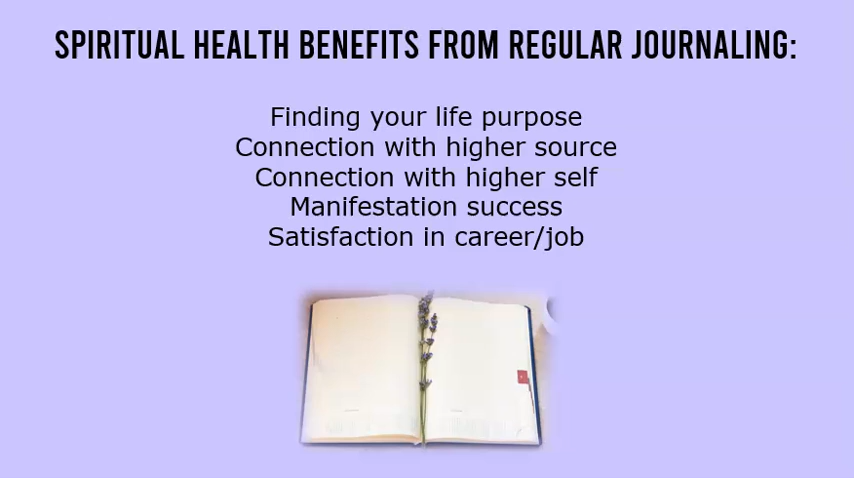 SPIRITUAL HEALTH BENEFITS FROM REGULAR JOURNALING:
Finding your life purpose
Connection with higher source
Connection with higher self
Manifestation success
Satisfaction in career/job